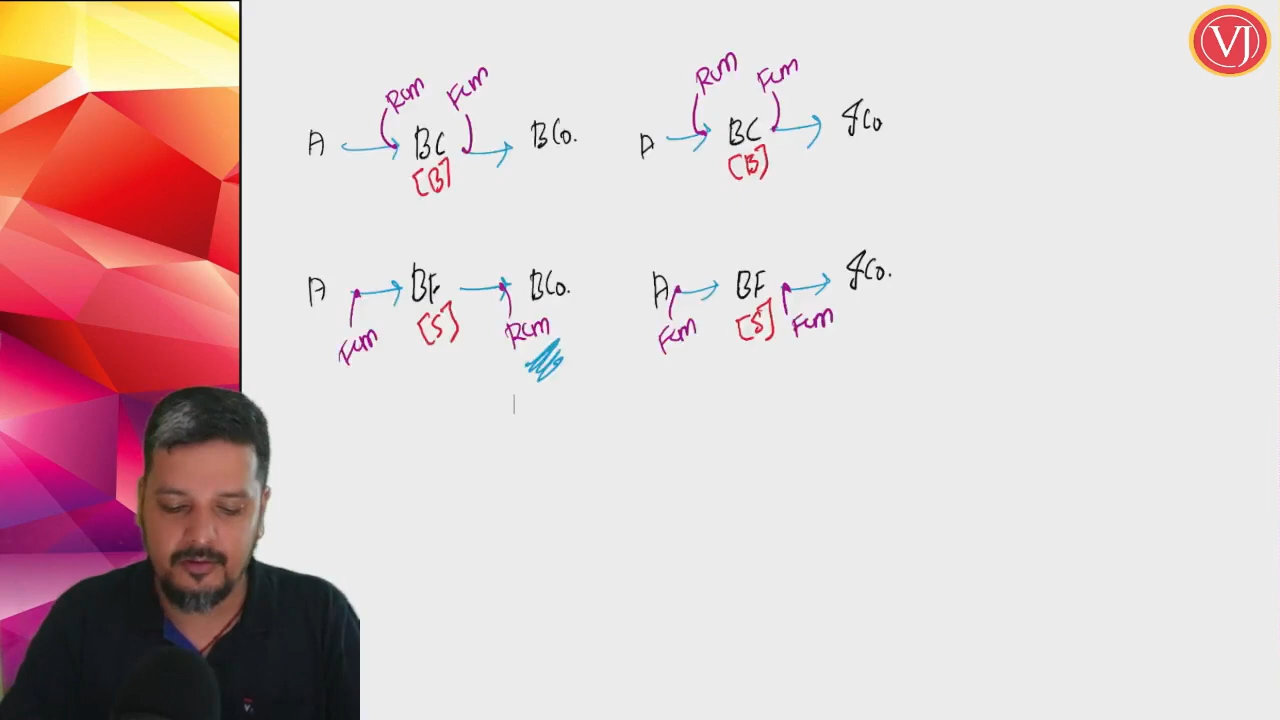 VJ
Rcm Fcm
A BC BCo.
[B]
Rcm Fcm
A BC fCo
[B]
A BF BCo.
[S]
Fcm Rcm
A BF fCo.
[S]
Fcm Fcm